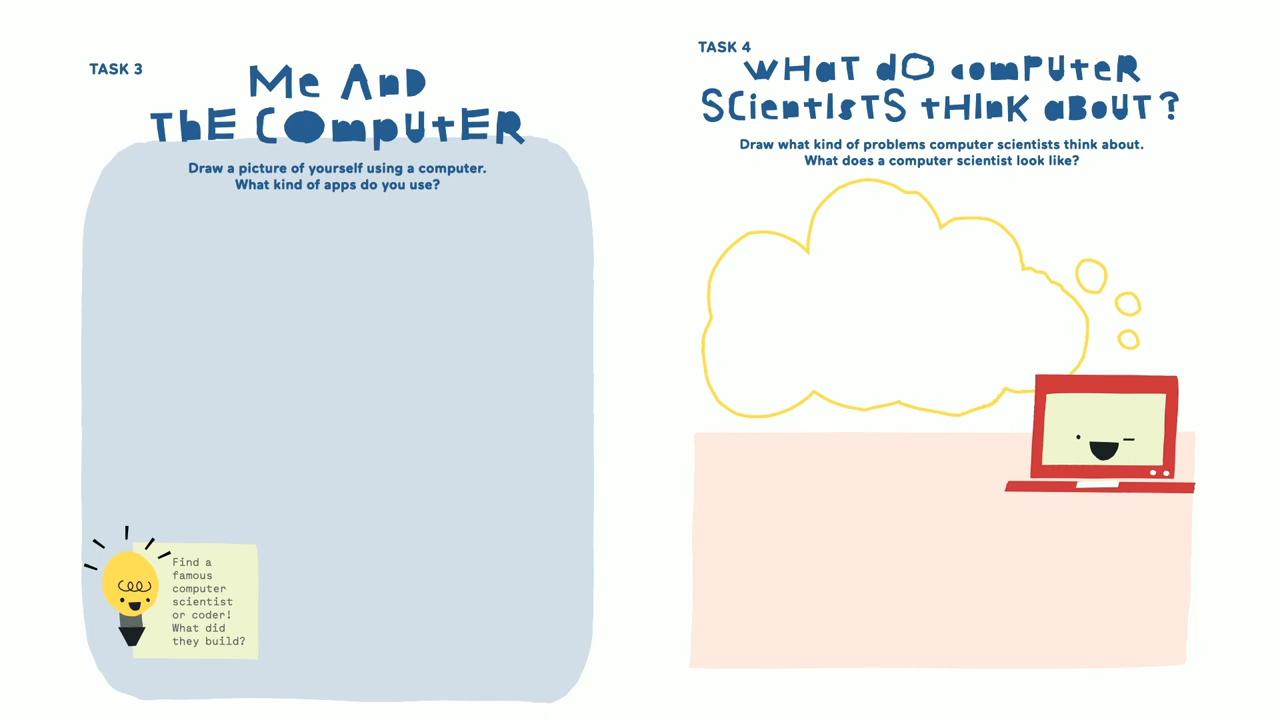 TASK 3
Me And
The Computer
Draw a picture of yourself using a computer.
What kind of apps do you use?
Find a
famous
computer
scientist
or coder!
What did
they build?
TASK 4
WHaT dO comPUteR
SCientIsTS tHInK aBoUT?
Draw what kind of problems computer scientists think about.
What does a computer scientist look like?